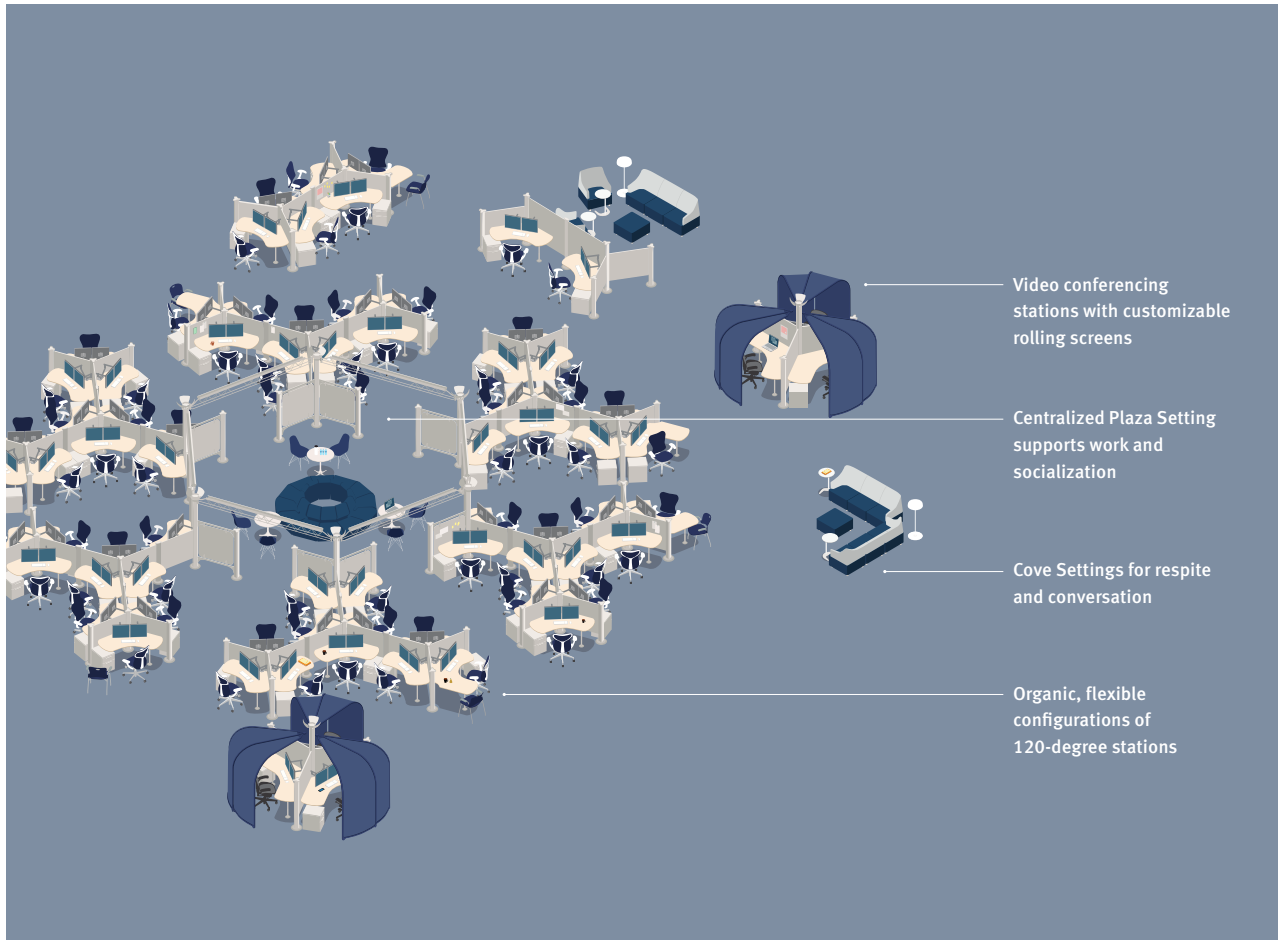 Video conferencing
stations with customizable
rolling screens
Centralized Plaza Setting
supports work and
socialization
Cove Settings for respite
and conversation
Organic, flexible
configurations of
120-degree stations